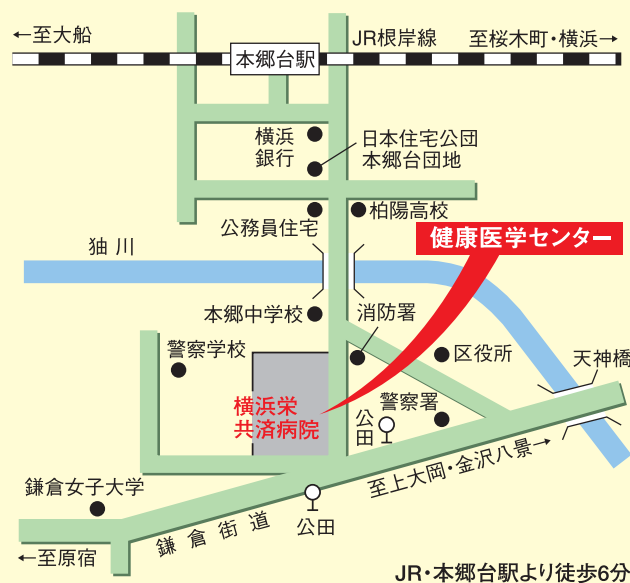 ←至大船
JR根岸線
至桜木町・横浜→
本郷台駅
横浜
銀行
日本住宅公団
本郷台団地
公務員住宅
柏陽高校
健康医学センター
狆川
本郷中学校
消防署
警察学校
区役所
天神橋
横浜栄
共済病院
公田
警察署
鎌倉女子大学
公田
至上大岡・金沢八景→
鎌倉街道
←至原宿
JR・本郷台駅より徒歩6分